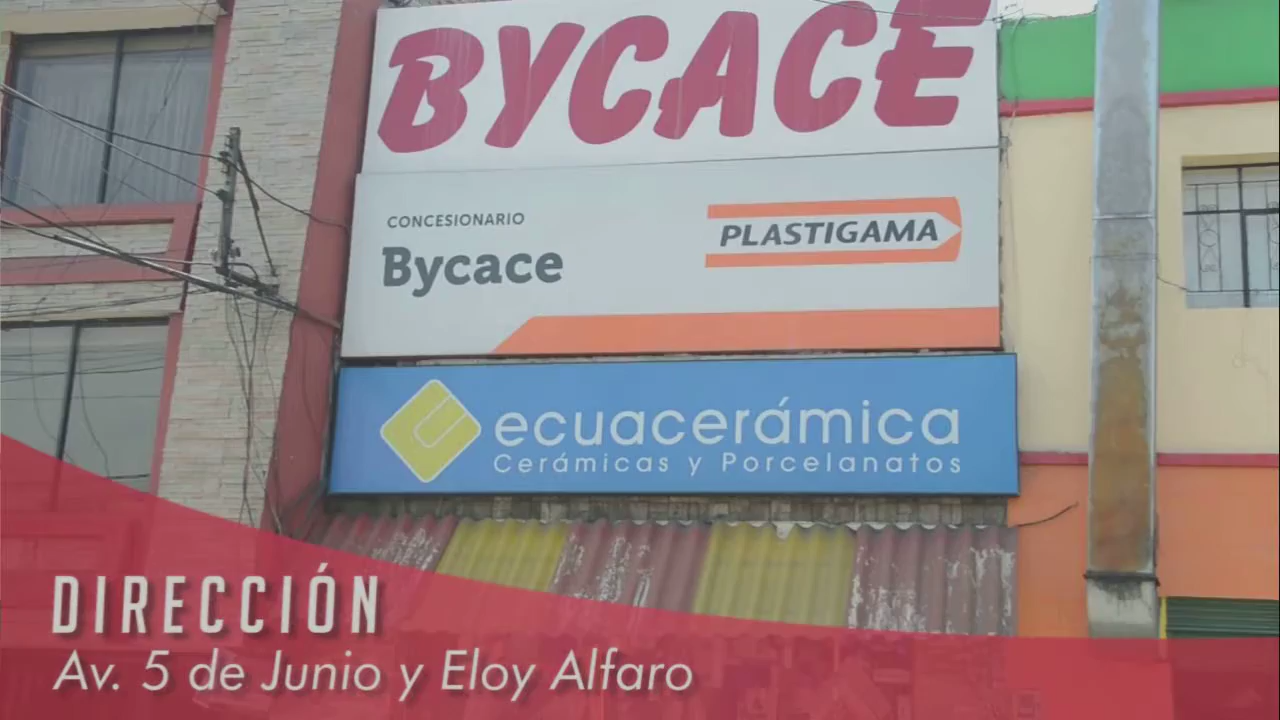 BYCACE
CONCESIONARIO
Bycace
PLASTIGAMA
ecuacerámica
Cerámicas y Porcelanatos
DIRECCIÓN
Av. 5 de Junio y Eloy Alfaro